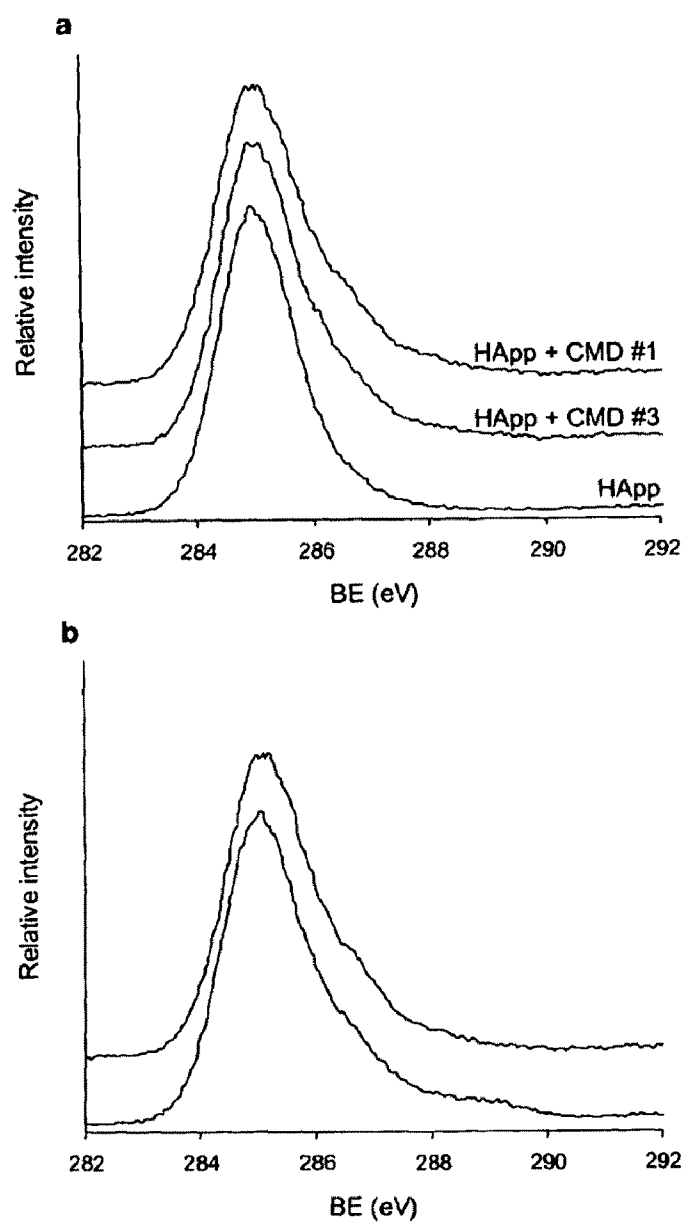 a
Relative intensity
HApp + CMD #1
HApp + CMD #3
HApp
282 284 286 288 290 292
BE (eV)
b
Relative intensity
282 284 286 288 290 292
BE (eV)